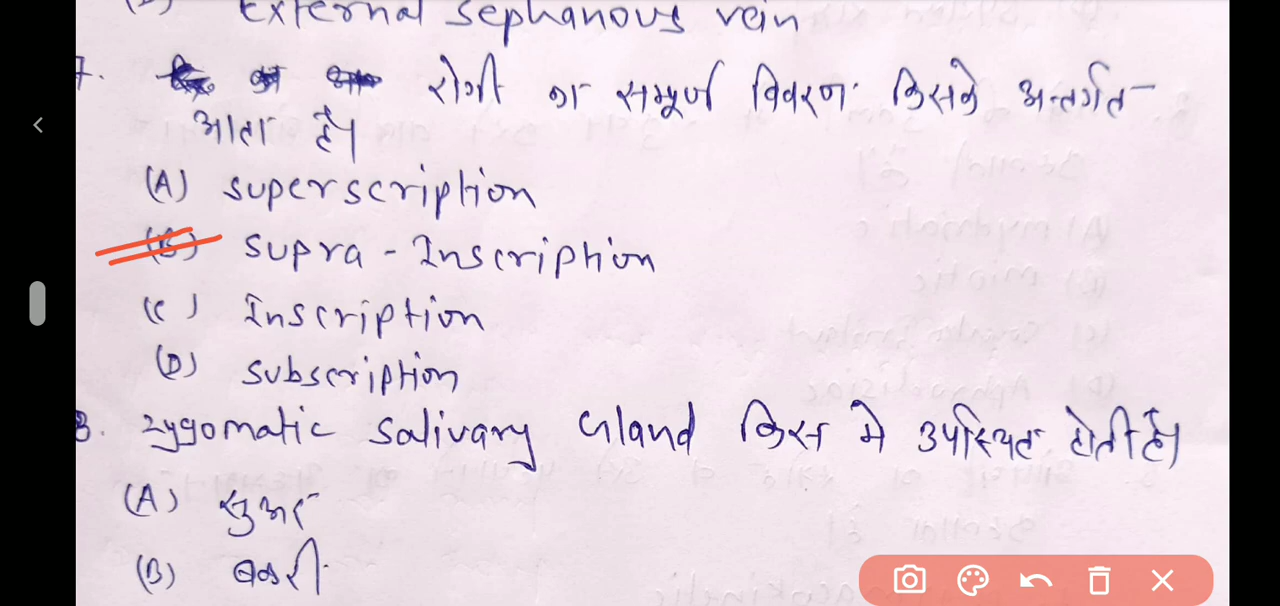 External Sephanous vein
7. रोगी का सम्पूर्ण विवरण किसके अन्तर्गत
आता है।
(A) Superscription
(B) Supra - Inscription
(C) Inscription
(D) Subscription
8. Zygomatic Salivary Gland किस मे उपस्थित होती है।
(A) सुअर
(B) बकरी